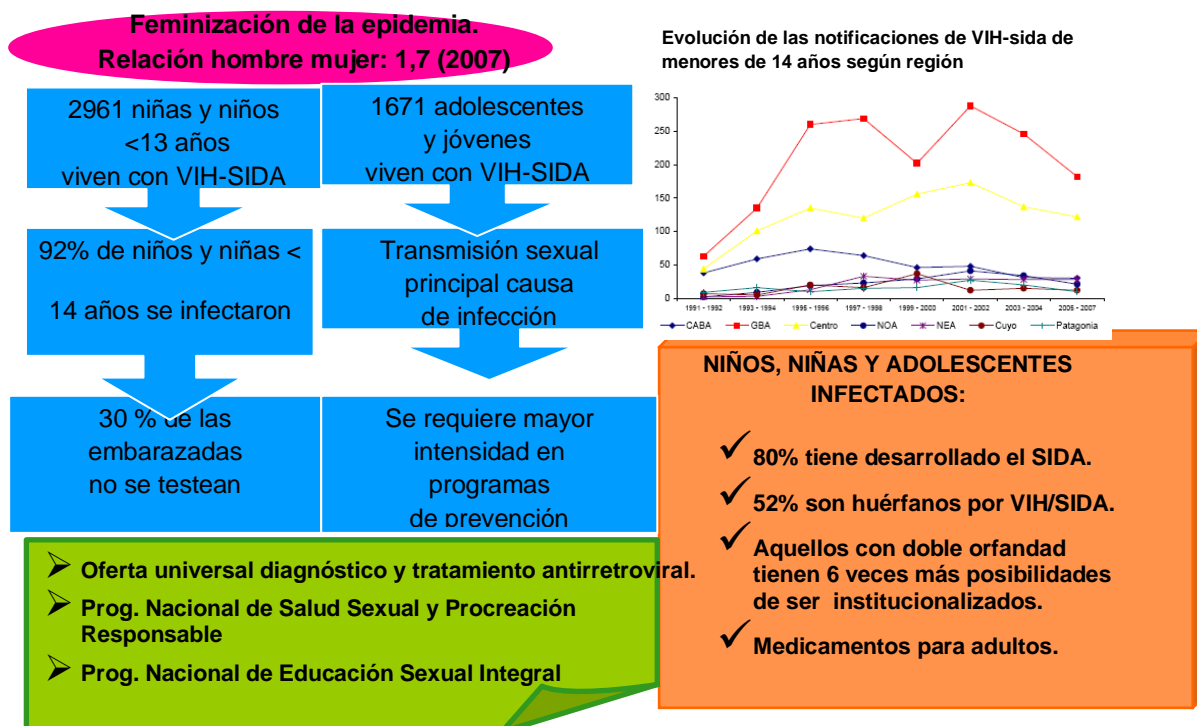 Feminización de la epidemia.
Relación hombre mujer: 1,7 (2007)
2961 niñas y niños
<13 años
viven con VIH-SIDA
1671 adolescentes
y jóvenes
viven con VIH-SIDA
92% de niños y niñas <
14 años se infectaron
Transmisión sexual
principal causa
de infección
30 % de las
embarazadas
no se testean
Se requiere mayor
intensidad en
programas
de prevención
Oferta universal diagnóstico y tratamiento antirretroviral.
Prog. Nacional de Salud Sexual y Procreación
Responsable
Prog. Nacional de Educación Sexual Integral
Evolución de las notificaciones de VIH-sida de
menores de 14 años según región
300
250
200
150
100
50
0
1991 - 1992 1993 - 1994 1995 - 1996 1997 - 1998 1999 - 2000 2001 - 2002 2003 - 2004 2006 - 2007
CABA GBA Centro NOA NEA Cuyo Patagonia
NIÑOS, NIÑAS Y ADOLESCENTES
INFECTADOS:
80% tiene desarrollado el SIDA.
52% son huérfanos por VIH/SIDA.
Aquellos con doble orfandad
tienen 6 veces más posibilidades
de ser institucionalizados.
Medicamentos para adultos.